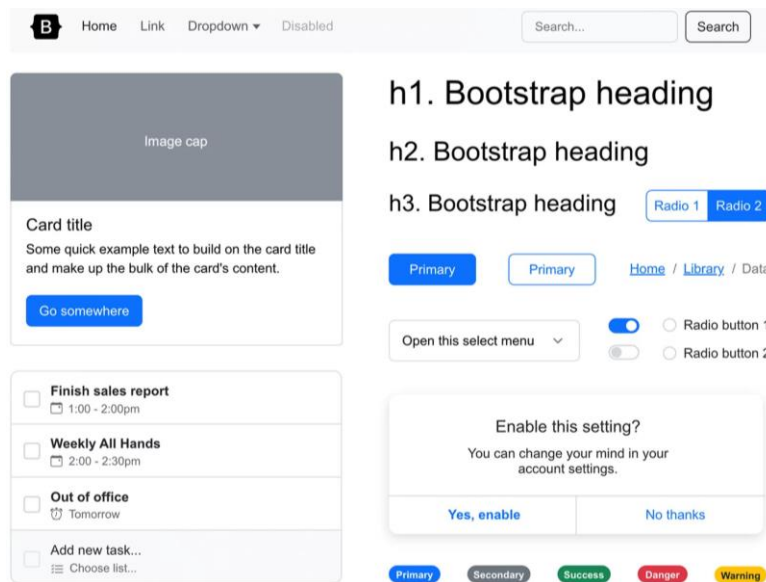 B Home Link Dropdown Disabled Search... Search
Image cap
Card title
Some quick example text to build on the card title
and make up the bulk of the card's content.
Go somewhere
Finish sales report
1:00 - 2:00pm
Weekly All Hands
2:00 - 2:30pm
Out of office
Tomorrow
Add new task...
Choose list...
h1. Bootstrap heading
h2. Bootstrap heading
h3. Bootstrap heading
Radio 1 Radio 2
Primary Primary Home / Library / Data
Open this select menu
Radio button 1
Radio button 2
Enable this setting?
You can change your mind in your
account settings.
Yes, enable No thanks
Primary Secondary Success Danger Warning